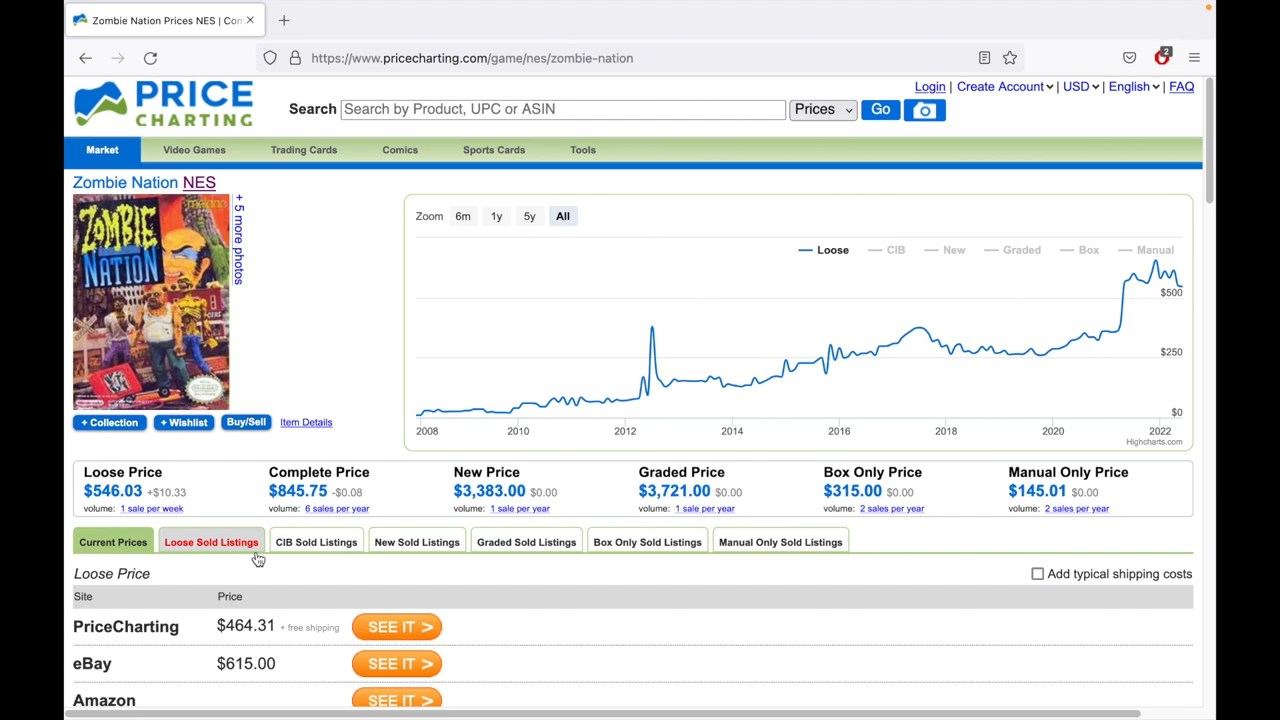 Zombie Nation Prices NES | Con
2
https://www.pricecharting.com/game/nes/zombie-nation
PRICE
CHARTING
Search
Search by Product, UPC or ASIN
Prices
Go
Login | Create Account | USD | English | FAQ
Market
Video Games
Trading Cards
Comics
Sports Cards
Tools
Zombie Nation NES
meldac
ZOMBIE
NATION
+ 5 more photos
+ Collection
+ Wishlist
Buy/Sell
Item Details
Zoom 6m 1y 5y All
Loose CIB New Graded Box Manual
$500
$250
$0
2008 2010 2012 2014 2016 2018 2020 2022
Highcharts.com
Loose Price
$546.03 +$10.33
volume: 1 sale per week
Complete Price
$845.75 -$0.08
volume: 6 sales per year
New Price
$3,383.00 $0.00
volume: 1 sale per year
Graded Price
$3,721.00 $0.00
volume: 1 sale per year
Box Only Price
$315.00 $0.00
volume: 2 sales per year
Manual Only Price
$145.01 $0.00
volume: 2 sales per year
Current Prices
Loose Sold Listings
CIB Sold Listings
New Sold Listings
Graded Sold Listings
Box Only Sold Listings
Manual Only Sold Listings
Loose Price
Add typical shipping costs
Site Price
PriceCharting $464.31 + free shipping SEE IT >
eBay $615.00 SEE IT >
Amazon SEE IT >